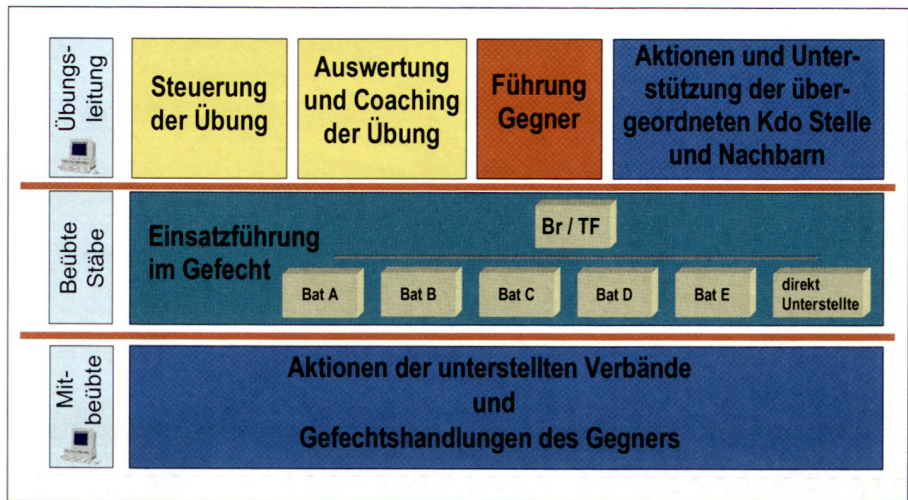 Übungs-
leitung
Steuerung
der Übung
Auswertung
und Coaching
der Übung
Führung
Gegner
Aktionen und Unter-
stützung der über-
geordneten Kdo Stelle
und Nachbarn
Beübte
Stäbe
Einsatzführung
im Gefecht
Br / TF
Bat A
Bat B
Bat C
Bat D
Bat E
direkt
Unterstellte
Mit-
beübte
Aktionen der unterstellten Verbände
und
Gefechtshandlungen des Gegners